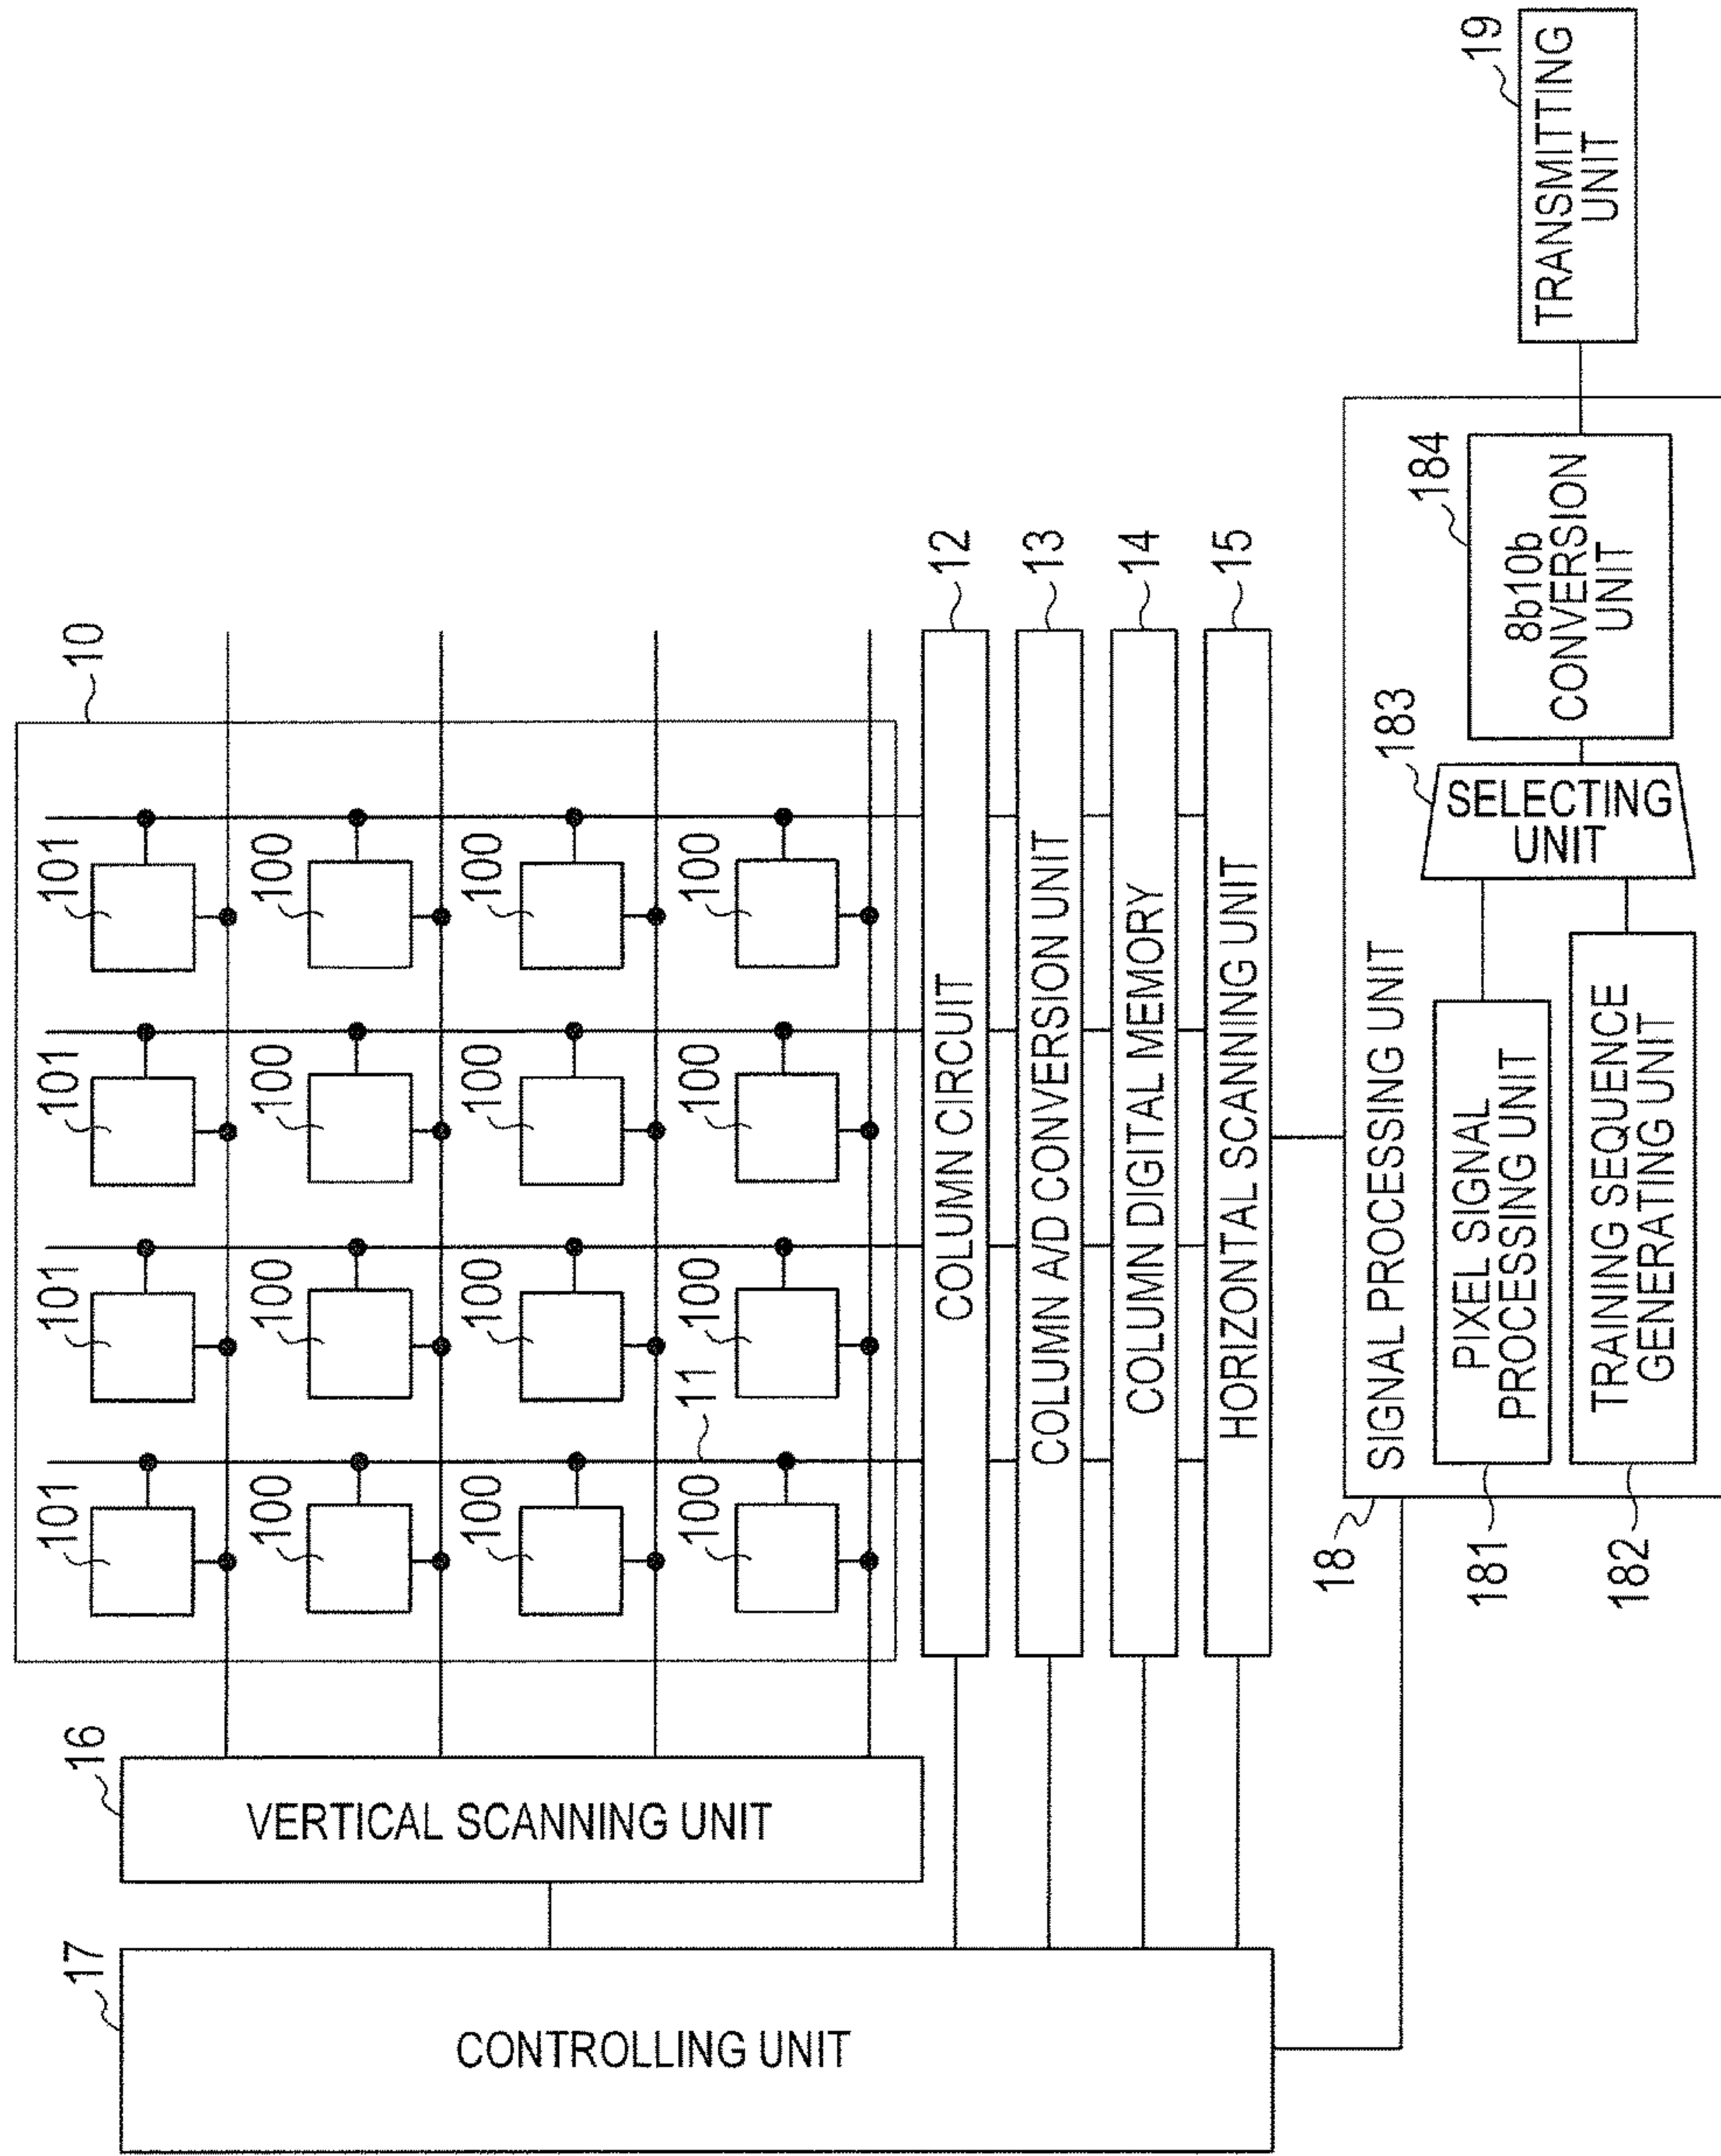 17
16
10
101
101
101
101
100
100
100
100
100
100
100
100
11
100
100
100
100
CONTROLLING UNIT
VERTICAL SCANNING UNIT
COLUMN CIRCUIT
12
COLUMN A/D CONVERSION UNIT
13
COLUMN DIGITAL MEMORY
14
HORIZONTAL SCANNING UNIT
15
18
SIGNAL PROCESSING UNIT
181
PIXEL SIGNAL
PROCESSING UNIT
182
TRAINING SEQUENCE
GENERATING UNIT
183
SELECTING
UNIT
184
8b10b
CONVERSION
UNIT
19
TRANSMITTING
UNIT